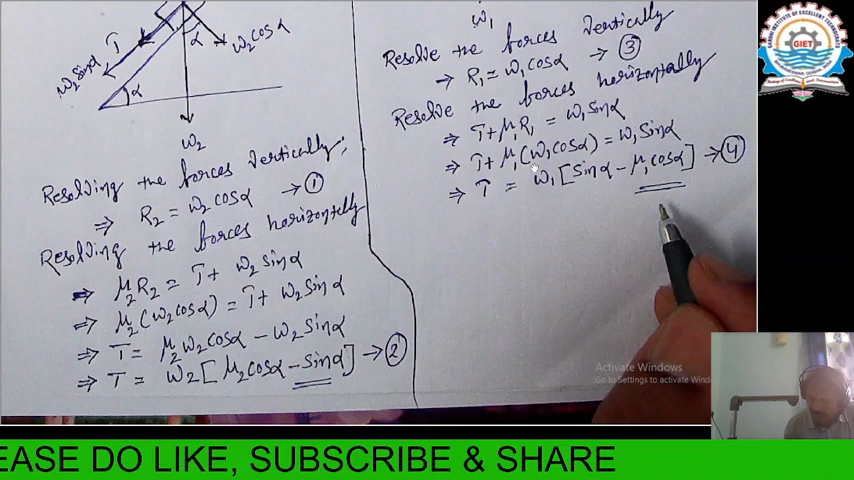 T
α
W2 sinα
W2 cosα
α
W2
Resolving the forces vertically;
⇒ R2 = W2 cosα → ①
Resolving the forces horizontally
⇒ μ2R2 = T + W2 sinα
⇒ μ2 (W2 cosα) = T + W2 sinα
⇒ T = μ2 W2 cosα − W2 sinα
⇒ T = W2 [μ2 cosα − sinα] → ②
W1
Resolve the forces vertically
⇒ R1 = W1 cosα → ③
Resolve the forces horizontally
⇒ T + μ1R1 = W1 sinα
⇒ T + μ1 (W1 cosα) = W1 sinα
⇒ T = W1 [sinα − μ1 cosα] → ④
GIET
Activate Windows
Go to Settings to activate Wind
EASE DO LIKE, SUBSCRIBE & SHARE